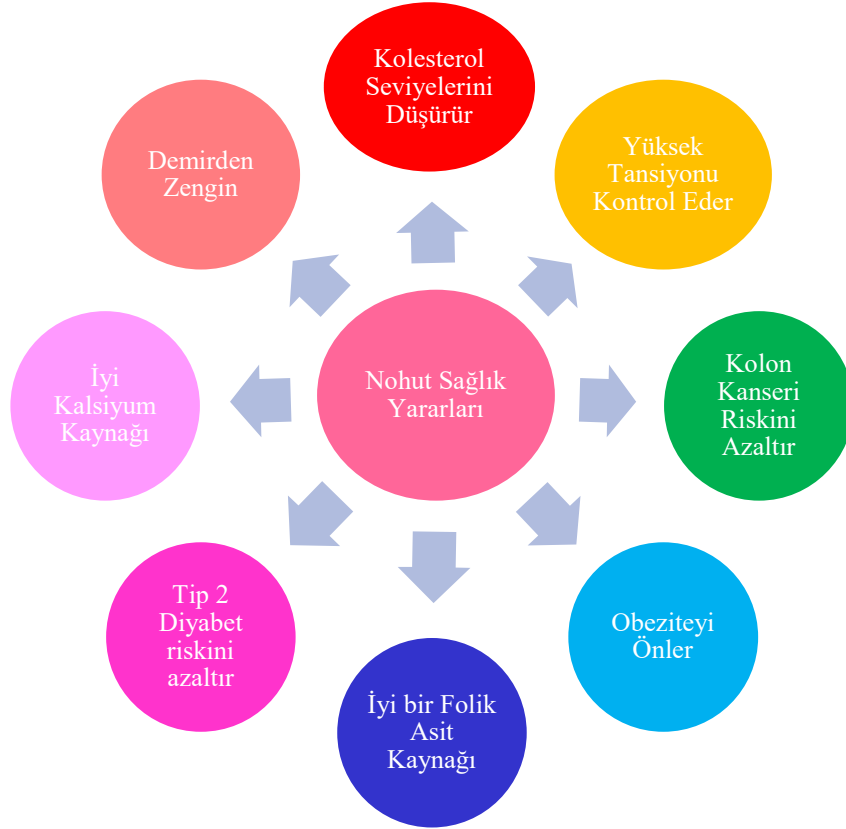 Kolesterol
Seviyelerini
Düşürür
Yüksek
Tansiyonu
Kontrol Eder
Kolon
Kanseri
Riskini
Azaltır
Obeziteyi
Önler
İyi bir Folik
Asit
Kaynağı
Tip 2
Diyabet
riskini
azaltır
İyi
Kalsiyum
Kaynağı
Demirden
Zengin
Nohut Sağlık
Yararları